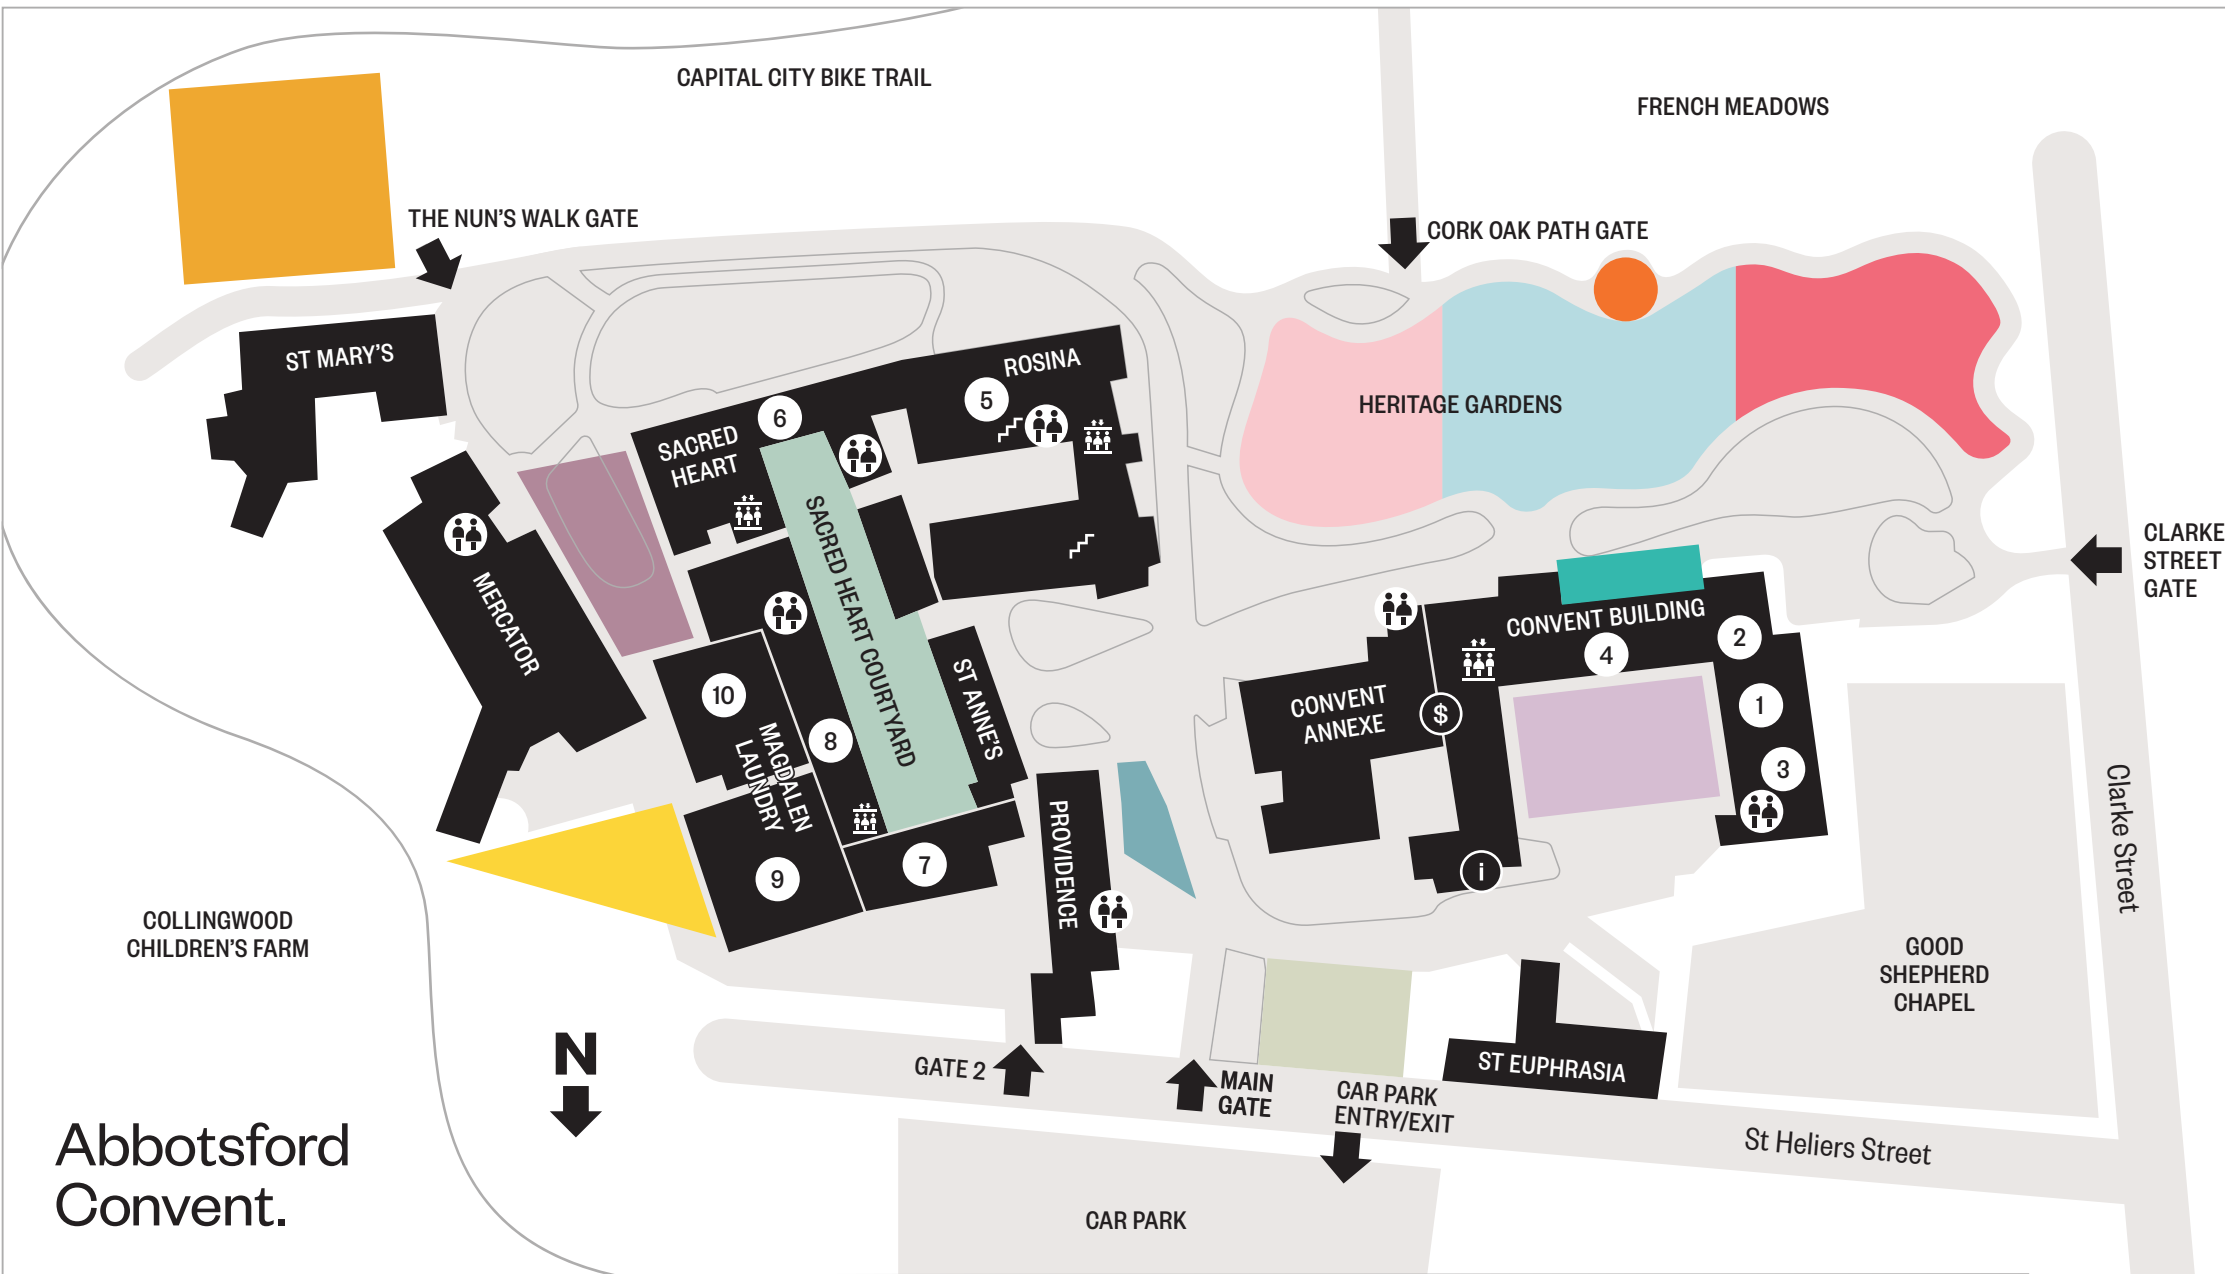 CAPITAL CITY BIKE TRAIL
FRENCH MEADOWS
THE NUN'S WALK GATE
CORK OAK PATH GATE
ST MARY'S
ROSINA
5
HERITAGE GARDENS
6
SACRED
HEART
SACRED HEART COURTYARD
MERCATOR
CLARKE
STREET
GATE
CONVENT BUILDING
2
4
10
ST ANNE'S
CONVENT
ANNEXE
$
1
8
MAGDALEN
LAUNDRY
3
Clarke Street
PROVIDENCE
7
9
i
COLLINGWOOD
CHILDREN'S FARM
GOOD
SHEPHERD
CHAPEL
N
GATE 2
MAIN
GATE
CAR PARK
ENTRY/EXIT
ST EUPHRASIA
St Heliers Street
Abbotsford
Convent.
CAR PARK